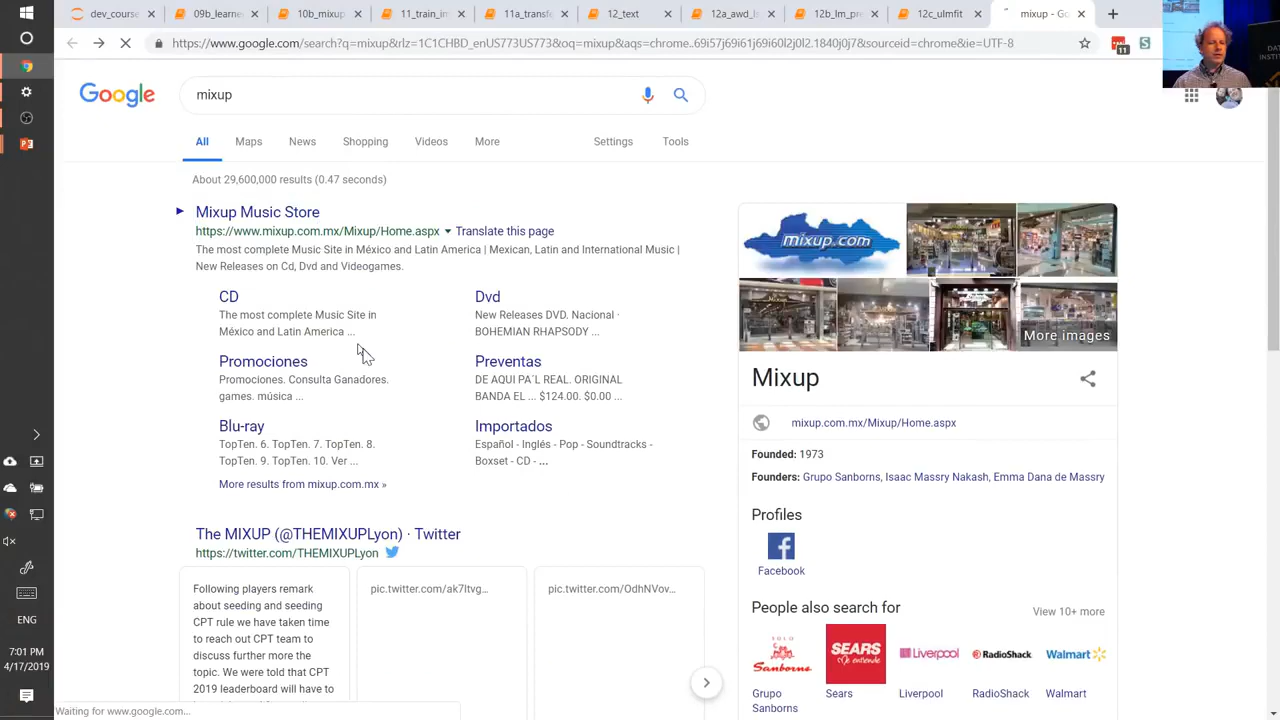 mix_dev_cours
mixup
11_train_im
11a_transfe
12_text
12a_awd_ls
12b_lm_pre
12c_ulmfit
mixup - Go
https://www.google.com/search?q=mixup&rlz=1C1CHBD_enUS773US773&oq=mixup&aqs=chrome..69i57j69i61j69i60l2j0l2.1840j0j7&sourceid=chrome&ie=UTF-8
11
DAT
INSTIT
Google
mixup
All
Maps
News
Shopping
Videos
More
Settings
Tools
About 29,600,000 results (0.47 seconds)
Mixup Music Store
https://www.mixup.com.mx/Mixup/Home.aspx
Translate this page
The most complete Music Site in México and Latin America | Mexican, Latin and International Music |
New Releases on Cd, Dvd and Videogames.
CD
The most complete Music Site in
México and Latin America ...
Dvd
New Releases DVD. Nacional ·
BOHEMIAN RHAPSODY ...
Promociones
Promociones. Consulta Ganadores.
games. música ...
Preventas
DE AQUI PA´L REAL. ORIGINAL
BANDA EL ... $124.00. $0.00 ...
Blu-ray
TopTen. 6. TopTen. 7. TopTen. 8.
TopTen. 9. TopTen. 10. Ver ...
Importados
Español - Inglés - Pop - Soundtracks -
Boxset - CD - ...
More results from mixup.com.mx »
The MIXUP (@THEMIXUPLyon) · Twitter
https://twitter.com/THEMIXUPLyon
Following players remark
about seeding and seeding
CPT rule we have taken time
to reach out CPT team to
discuss further more the
topic. We were told that CPT
2019 leaderboard will have to
pic.twitter.com/ak7ltvg...
pic.twitter.com/OdhNVov...
mixup.com
More images
Mixup
mixup.com.mx/Mixup/Home.aspx
Founded: 1973
Founders: Grupo Sanborns, Isaac Massry Nakash, Emma Dana de Massry
Profiles
Facebook
People also search for
View 10+ more
SOLO
Sanborns
SEARS
me entiende
Liverpool
RadioShack
Walmart
Grupo
Sanborns
Sears
Liverpool
RadioShack
Walmart
ENG
7:01 PM
4/17/2019
Waiting for www.google.com...